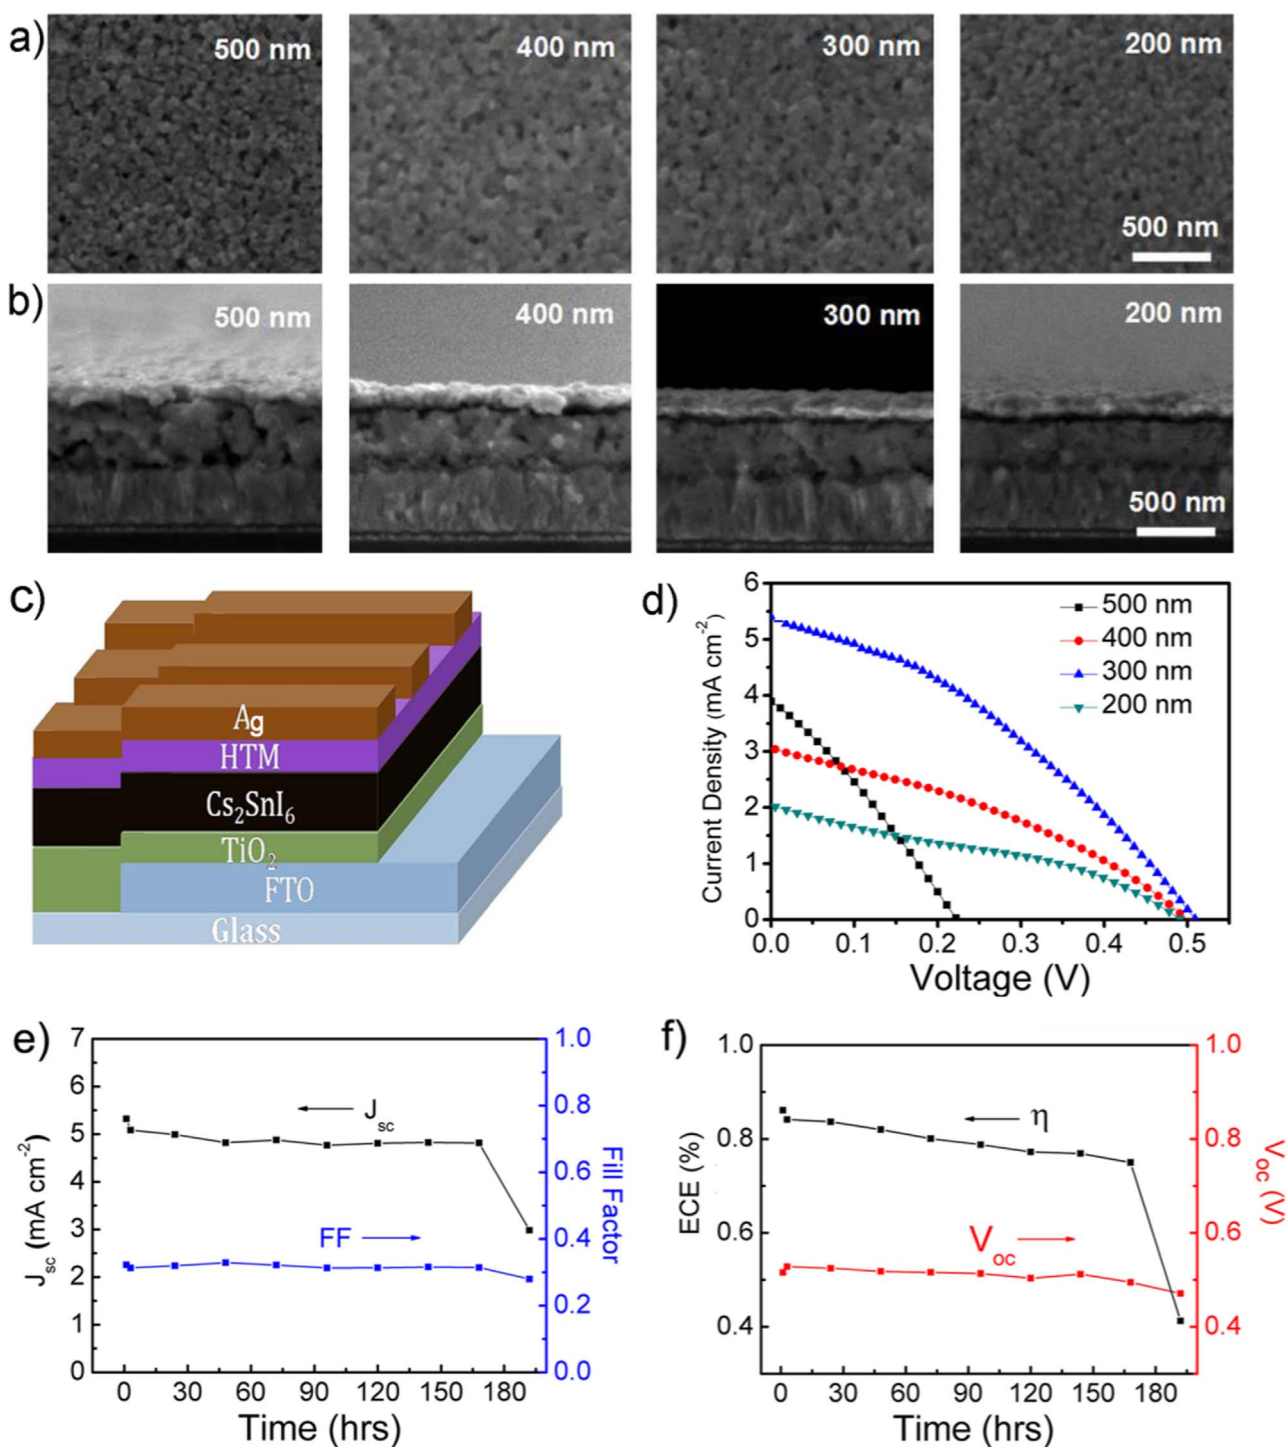 a)
500 nm
400 nm
300 nm
200 nm
500 nm
b)
500 nm
400 nm
300 nm
200 nm
500 nm
c)
Ag
HTM
Cs₂SnI₆
TiO₂
FTO
Glass
d)
6
5
4
3
2
1
0
Current Density (mA cm⁻²)
500 nm
400 nm
300 nm
200 nm
0.0 0.1 0.2 0.3 0.4 0.5
Voltage (V)
e)
7
6
5
4
3
2
1
0
J_sc (mA cm⁻²)
J_sc
FF
1.0
0.8
0.6
0.4
0.2
0.0
Fill Factor
0 30 60 90 120 150 180
Time (hrs)
f)
1.0
0.8
0.6
0.4
ECE (%)
η
V_oc
1.0
0.8
0.6
0.4
V_oc (V)
0 30 60 90 120 150 180
Time (hrs)